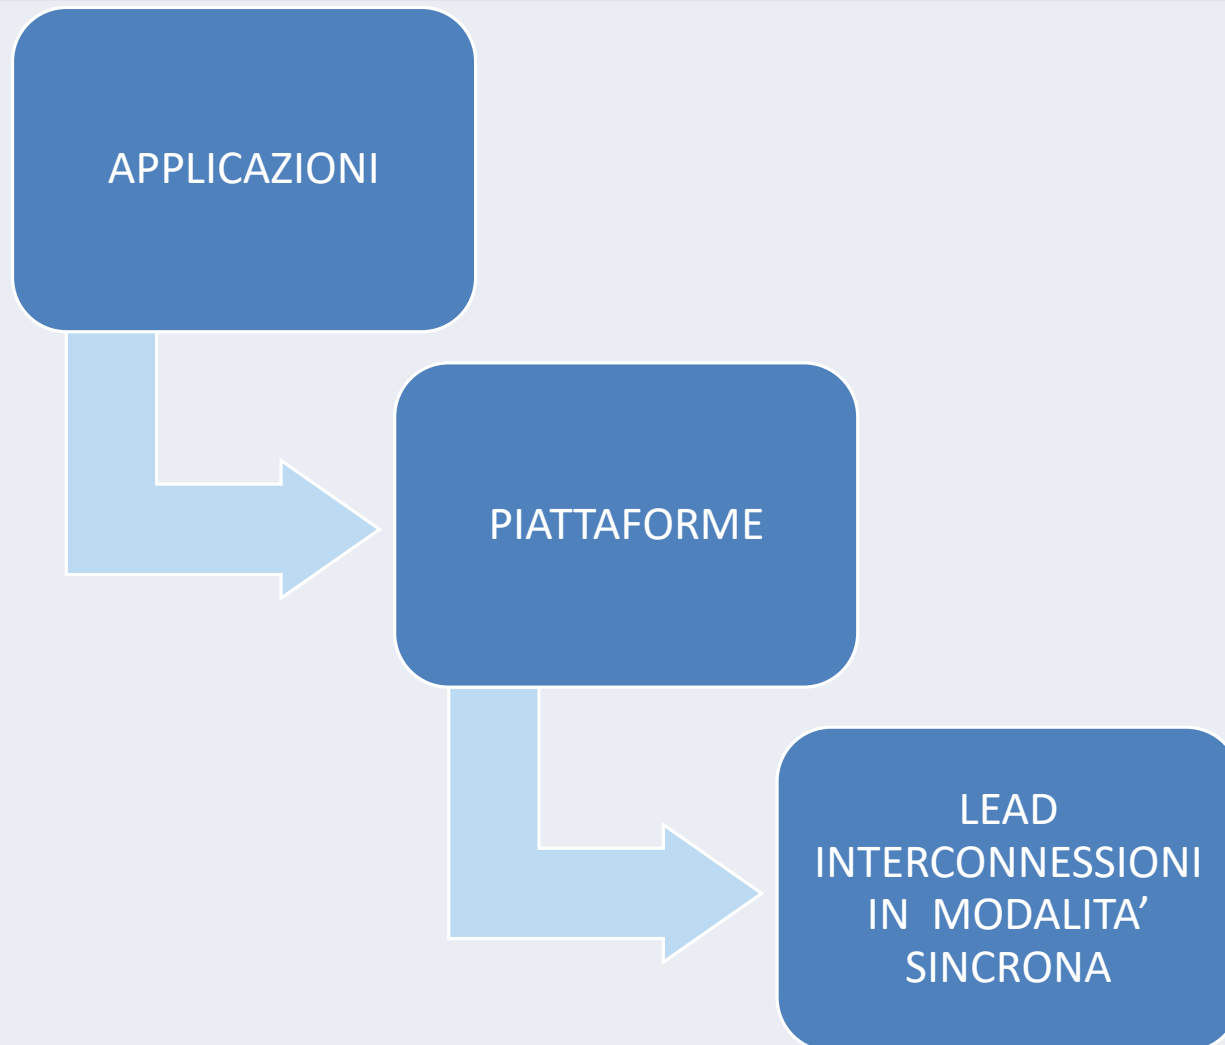 APPLICAZIONI
PIATTAFORME
LEAD
INTERCONNESSIONI
IN  MODALITA’
SINCRONA